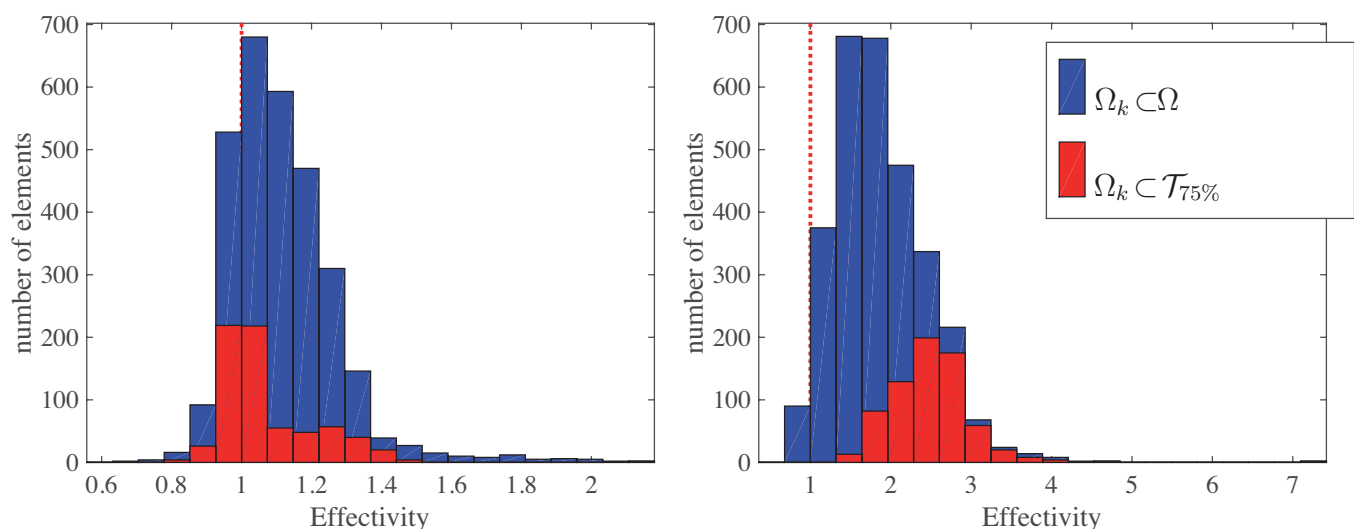 700
600
500
400
300
200
100
0
number of elements
0.6 0.8 1 1.2 1.4 1.6 1.8 2
Effectivity
700
600
500
400
300
200
100
0
number of elements
1 2 3 4 5 6 7
Effectivity
Ω_k ⊂Ω
Ω_k ⊂ 𝒯_75%